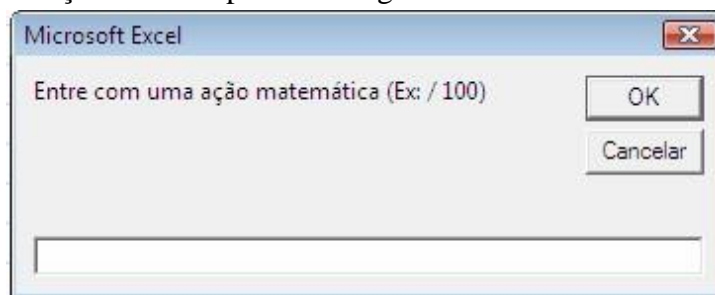 Microsoft Excel
Entre com uma ação matemática (Ex: / 100)
OK
Cancelar